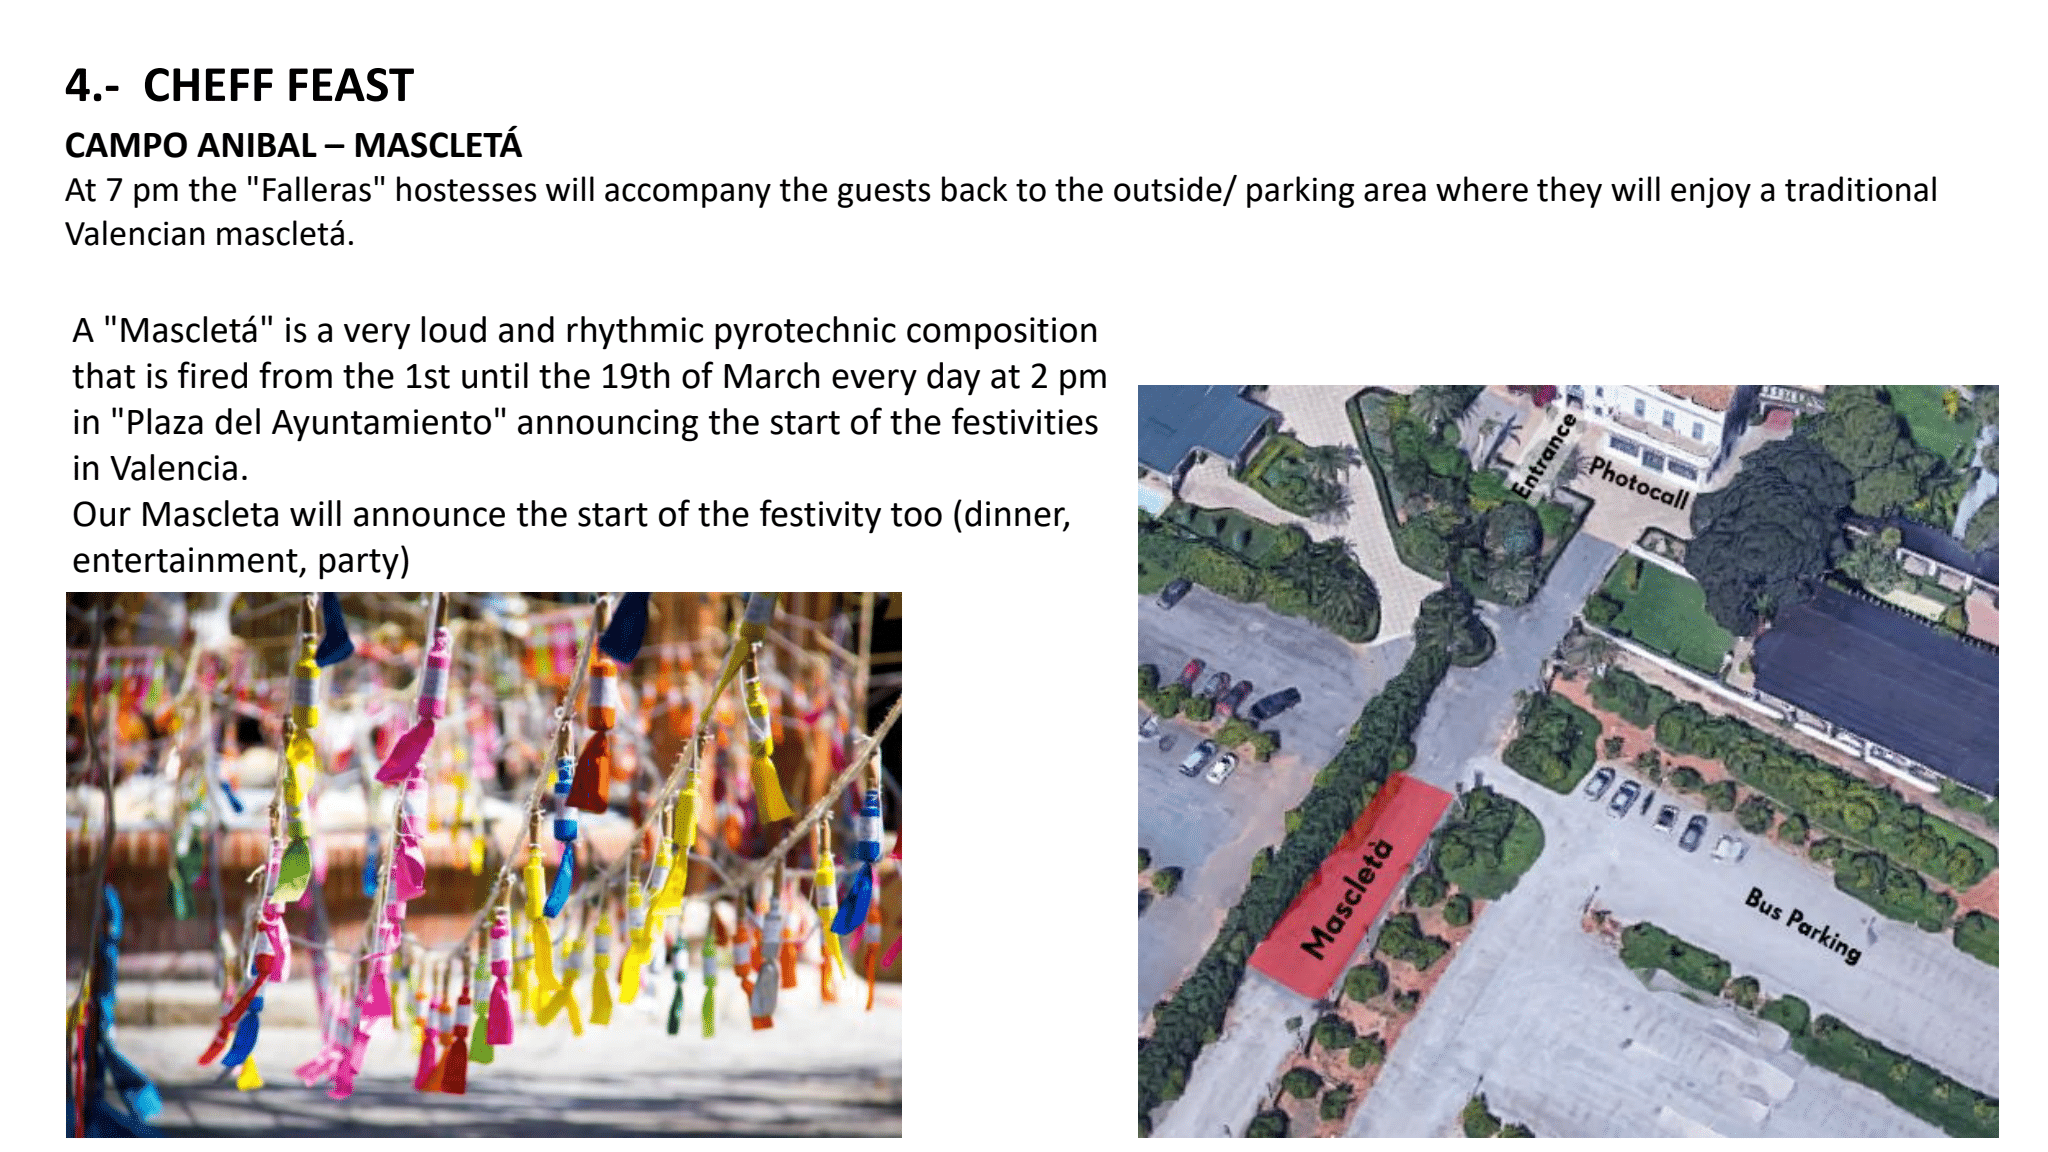 4.- CHEFF FEAST
CAMPO ANIBAL – MASCLETÁ
At 7 pm the "Falleras" hostesses will accompany the guests back to the outside/ parking area where they will enjoy a traditional
Valencian mascletá.
A "Mascletá" is a very loud and rhythmic pyrotechnic composition
that is fired from the 1st until the 19th of March every day at 2 pm
in "Plaza del Ayuntamiento" announcing the start of the festivities
in Valencia.
Our Mascleta will announce the start of the festivity too (dinner,
entertainment, party)
Entrance
Photocall
Mascletà
Bus Parking